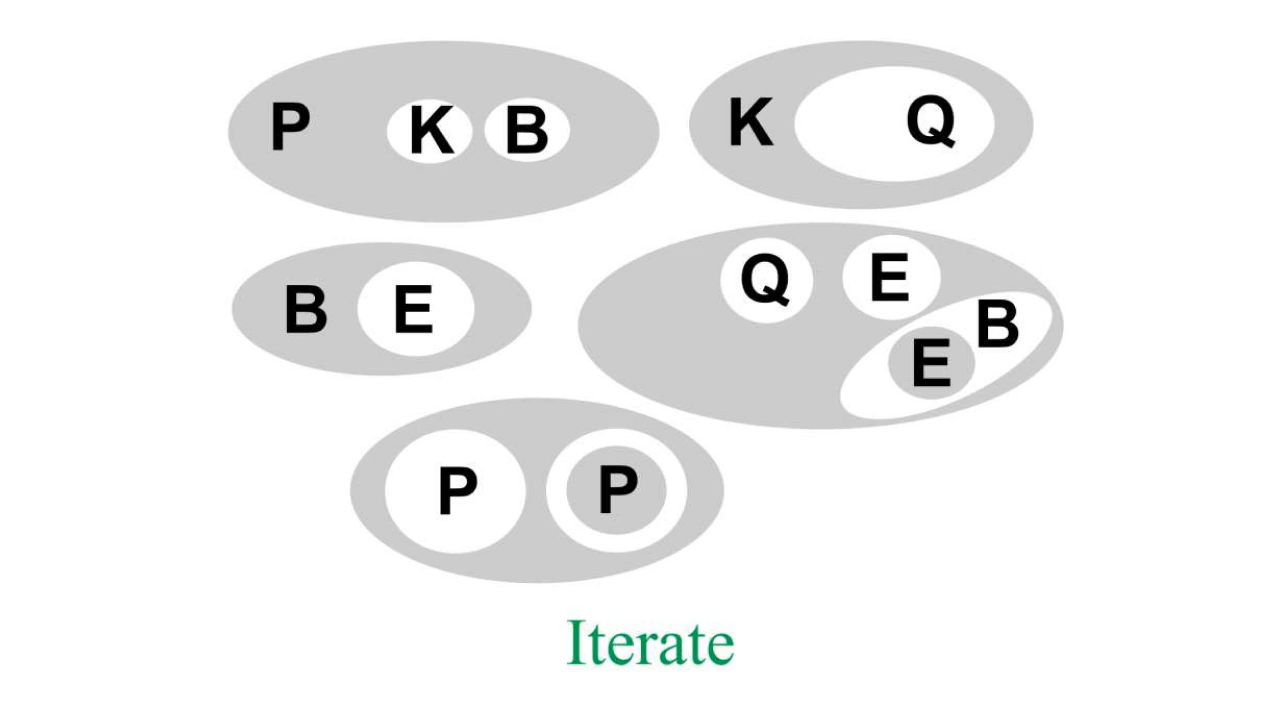 P K B K Q
B E Q E B
E
P P
Iterate